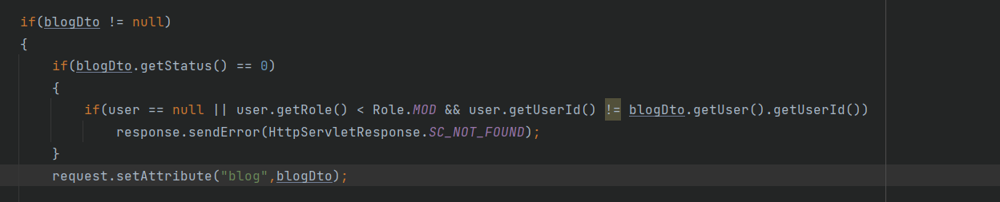 if(blogDto != null)
{
if(blogDto.getStatus() == 0)
{
if(user == null || user.getRole() < Role.MOD && user.getUserId() != blogDto.getUser().getUserId())
response.sendError(HttpServletResponse.SC_NOT_FOUND);
}
request.setAttribute("blog",blogDto);